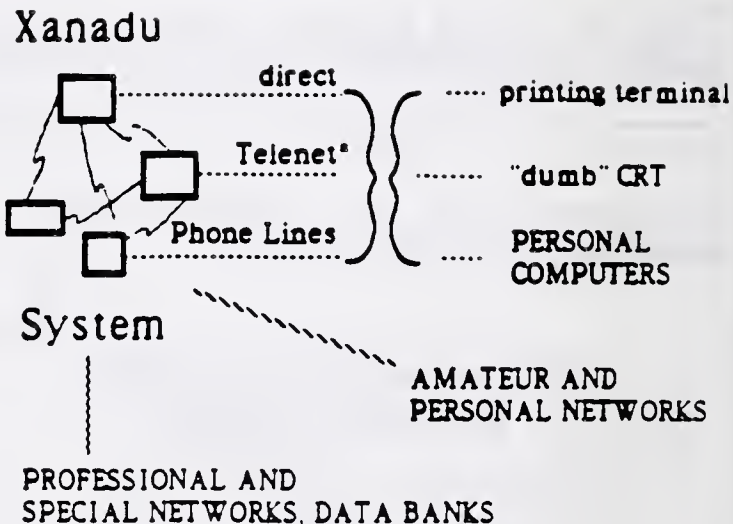 Xanadu
direct
printing terminal
Telenet*
"dumb" CRT
Phone Lines
PERSONAL
COMPUTERS
System
AMATEUR AND
PERSONAL NETWORKS
PROFESSIONAL AND
SPECIAL NETWORKS, DATA BANKS